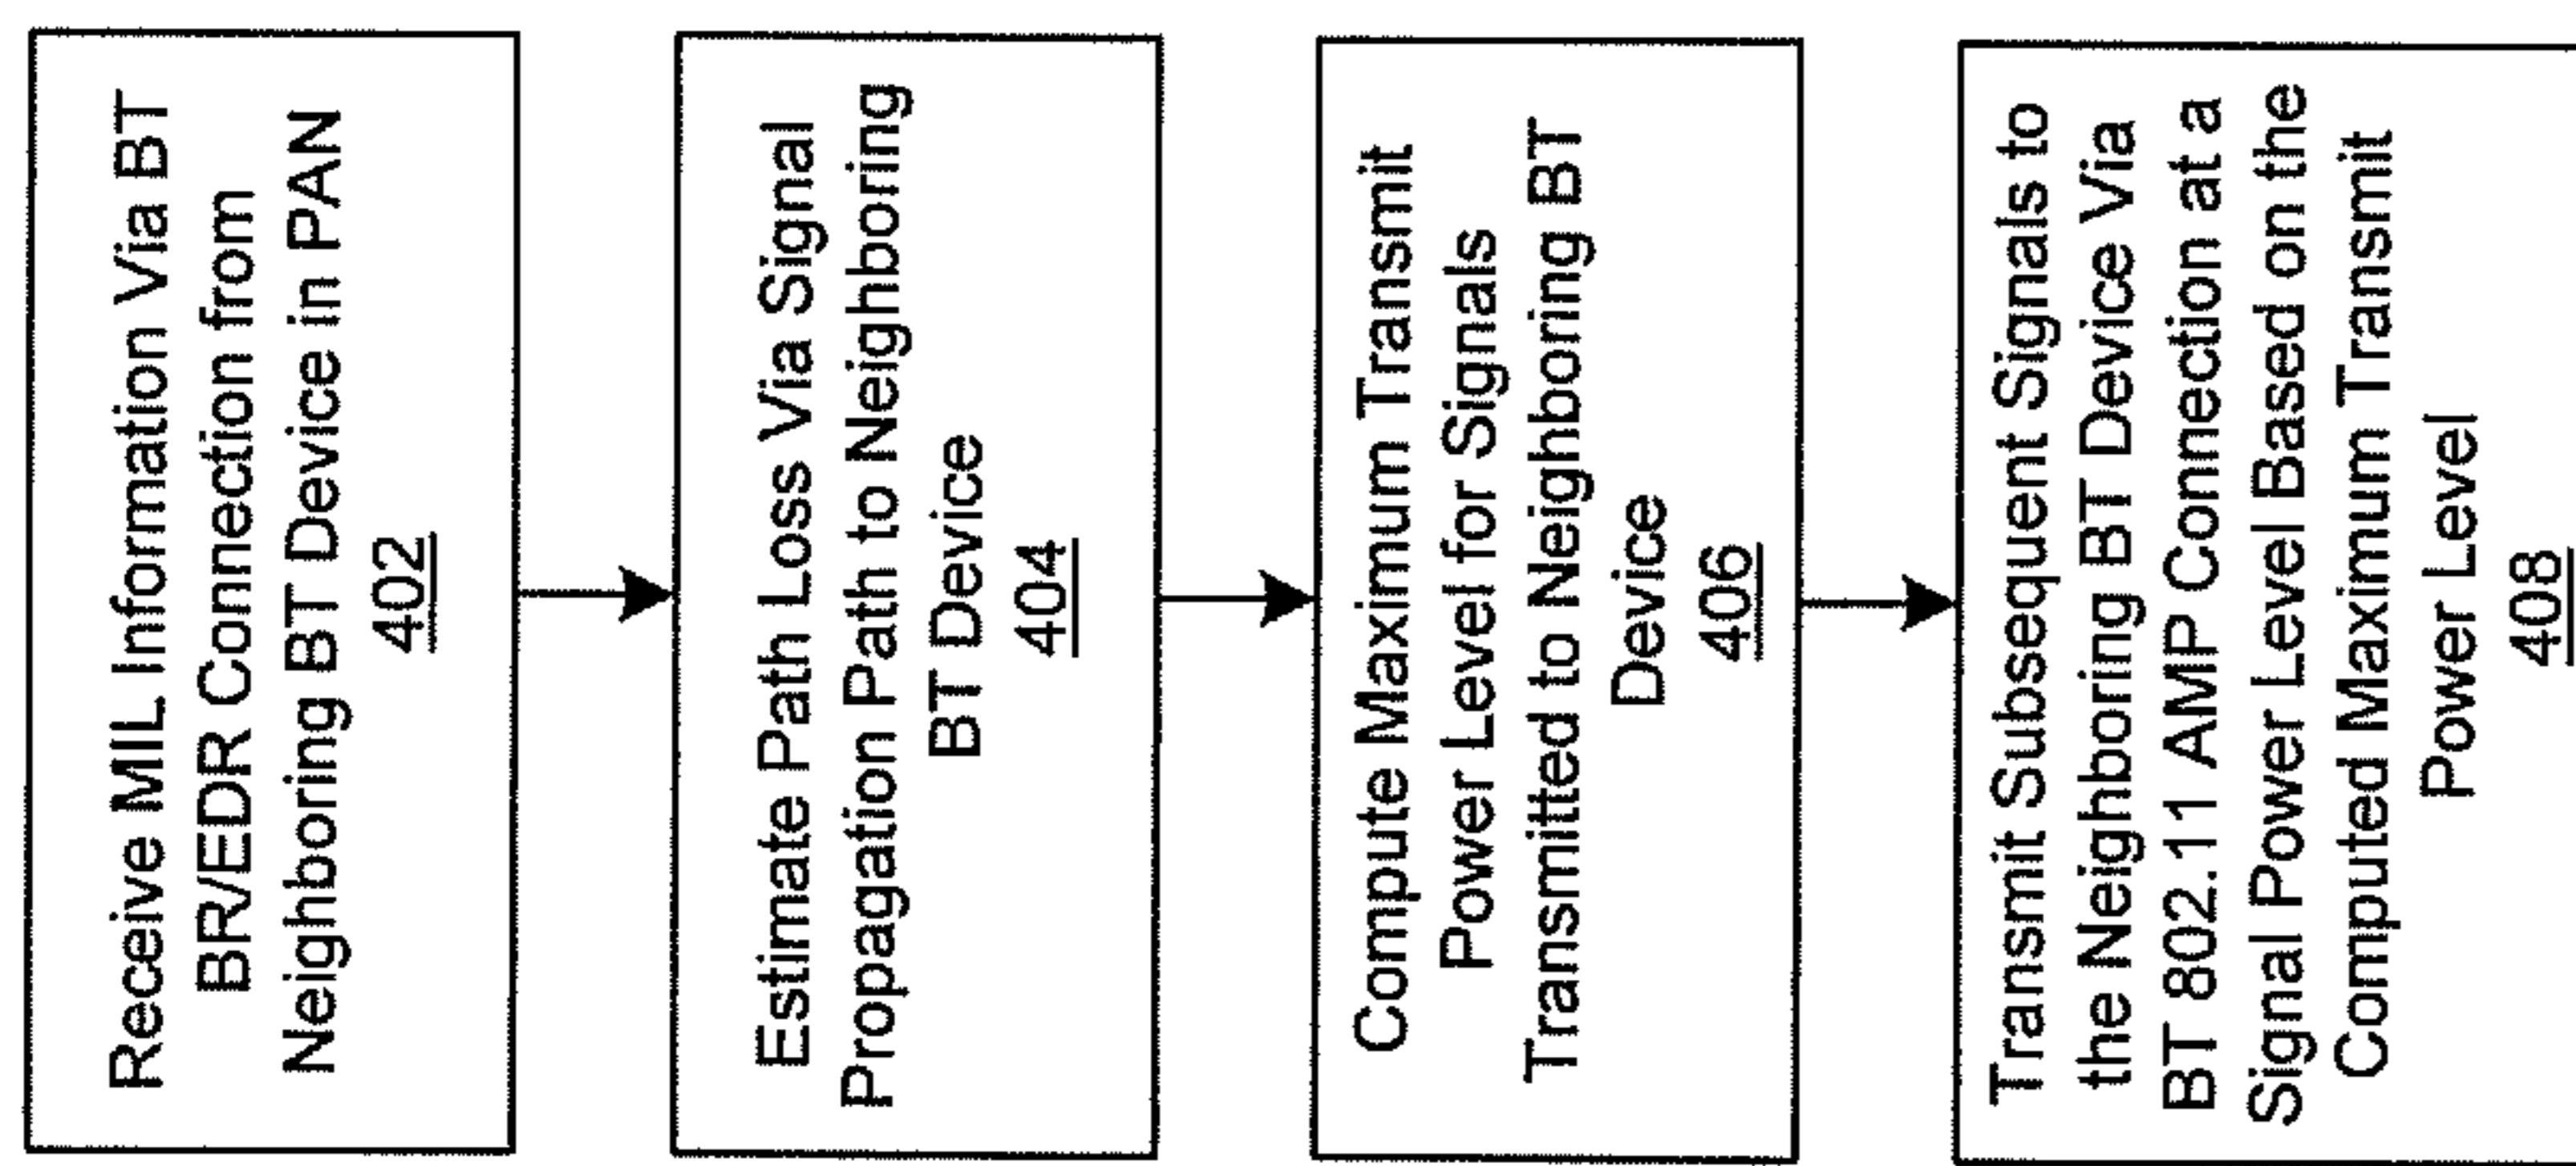 Receive MIL Information Via BT
BR/EDR Connection from
Neighboring BT Device in PAN
402
Estimate Path Loss Via Signal
Propagation Path to Neighboring
BT Device
404
Compute Maximum Transmit
Power Level for Signals
Transmitted to Neighboring BT
Device
406
Transmit Subsequent Signals to
the Neighboring BT Device Via
BT 802.11 AMP Connection at a
Signal Power Level Based on the
Computed Maximum Transmit
Power Level
408